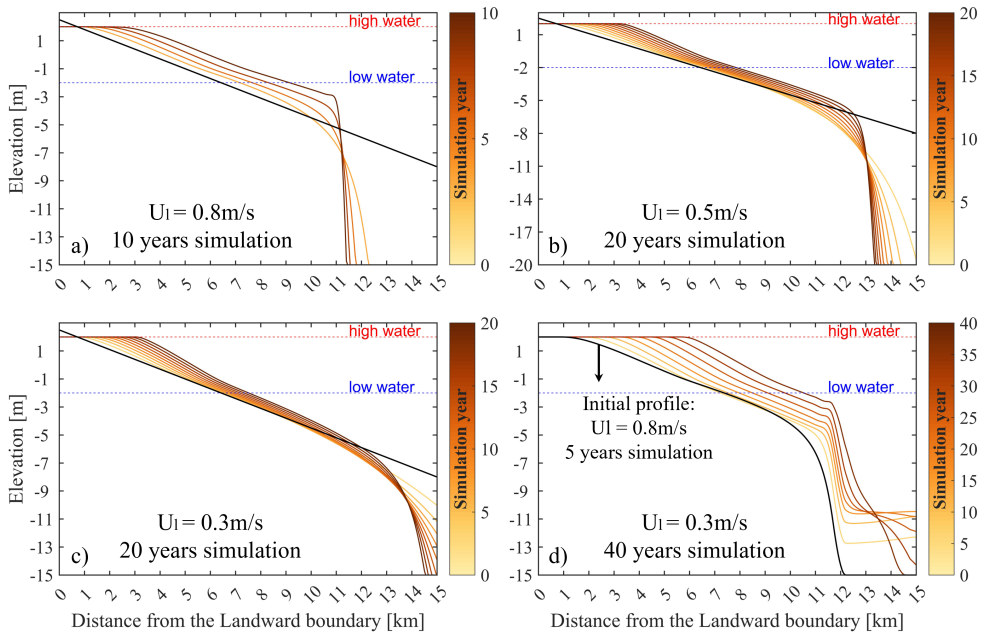 high water
low water
Elevation [m]
1
-1
-3
-5
-7
-9
-11
-13
-15
Uₗ = 0.8m/s
10 years simulation
a)
0 1 2 3 4 5 6 7 8 9 10 11 12 13 14 15
10
5
0
Simulation year
high water
low water
1
-2
-5
-8
-11
-14
-17
-20
Uₗ = 0.5m/s
20 years simulation
b)
0 1 2 3 4 5 6 7 8 9 10 11 12 13 14 15
20
15
10
5
0
Simulation year
high water
low water
Elevation [m]
1
-1
-3
-5
-7
-9
-11
-13
-15
Uₗ = 0.3m/s
20 years simulation
c)
0 1 2 3 4 5 6 7 8 9 10 11 12 13 14 15
Distance from the Landward boundary [km]
20
15
10
5
0
Simulation year
high water
low water
1
-1
-3
-5
-7
-9
-11
-13
-15
Initial profile:
Ul = 0.8m/s
5 years simulation
Uₗ = 0.3m/s
40 years simulation
d)
0 1 2 3 4 5 6 7 8 9 10 11 12 13 14 15
Distance from the Landward boundary [km]
40
35
30
25
20
15
10
5
0
Simulation year